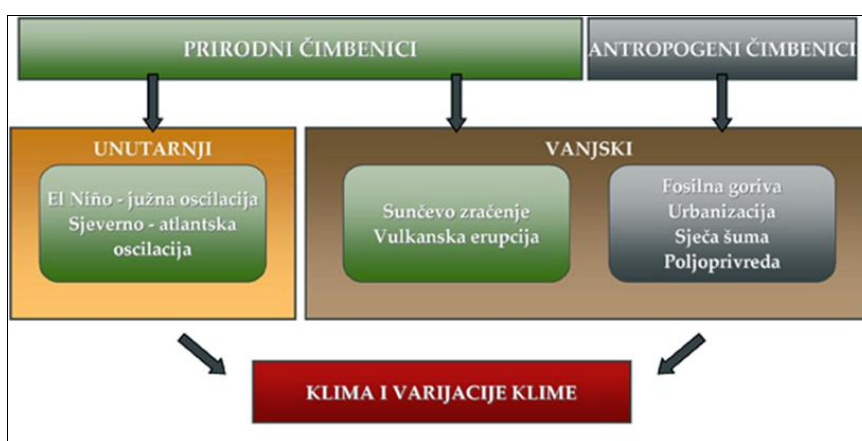 PRIRODNI ČIMBENICI
ANTROPOGENI ČIMBENICI
UNUTARNJI
El Niño - južna oscilacija
Sjeverno - atlantska
oscilacija
VANJSKI
Sunčevo zračenje
Vulkanska erupcija
Fosilna goriva
Urbanizacija
Sječa šuma
Poljoprivreda
KLIMA I VARIJACIJE KLIME